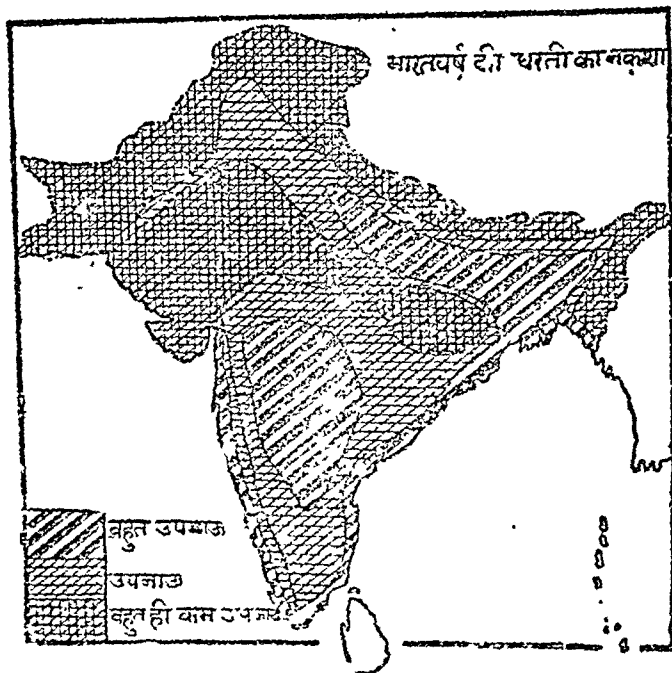 भारतवर्ष की धरती का नक़शा
बहुत उपजाऊ
उपजाऊ
बहुत ही कम उपजाऊ